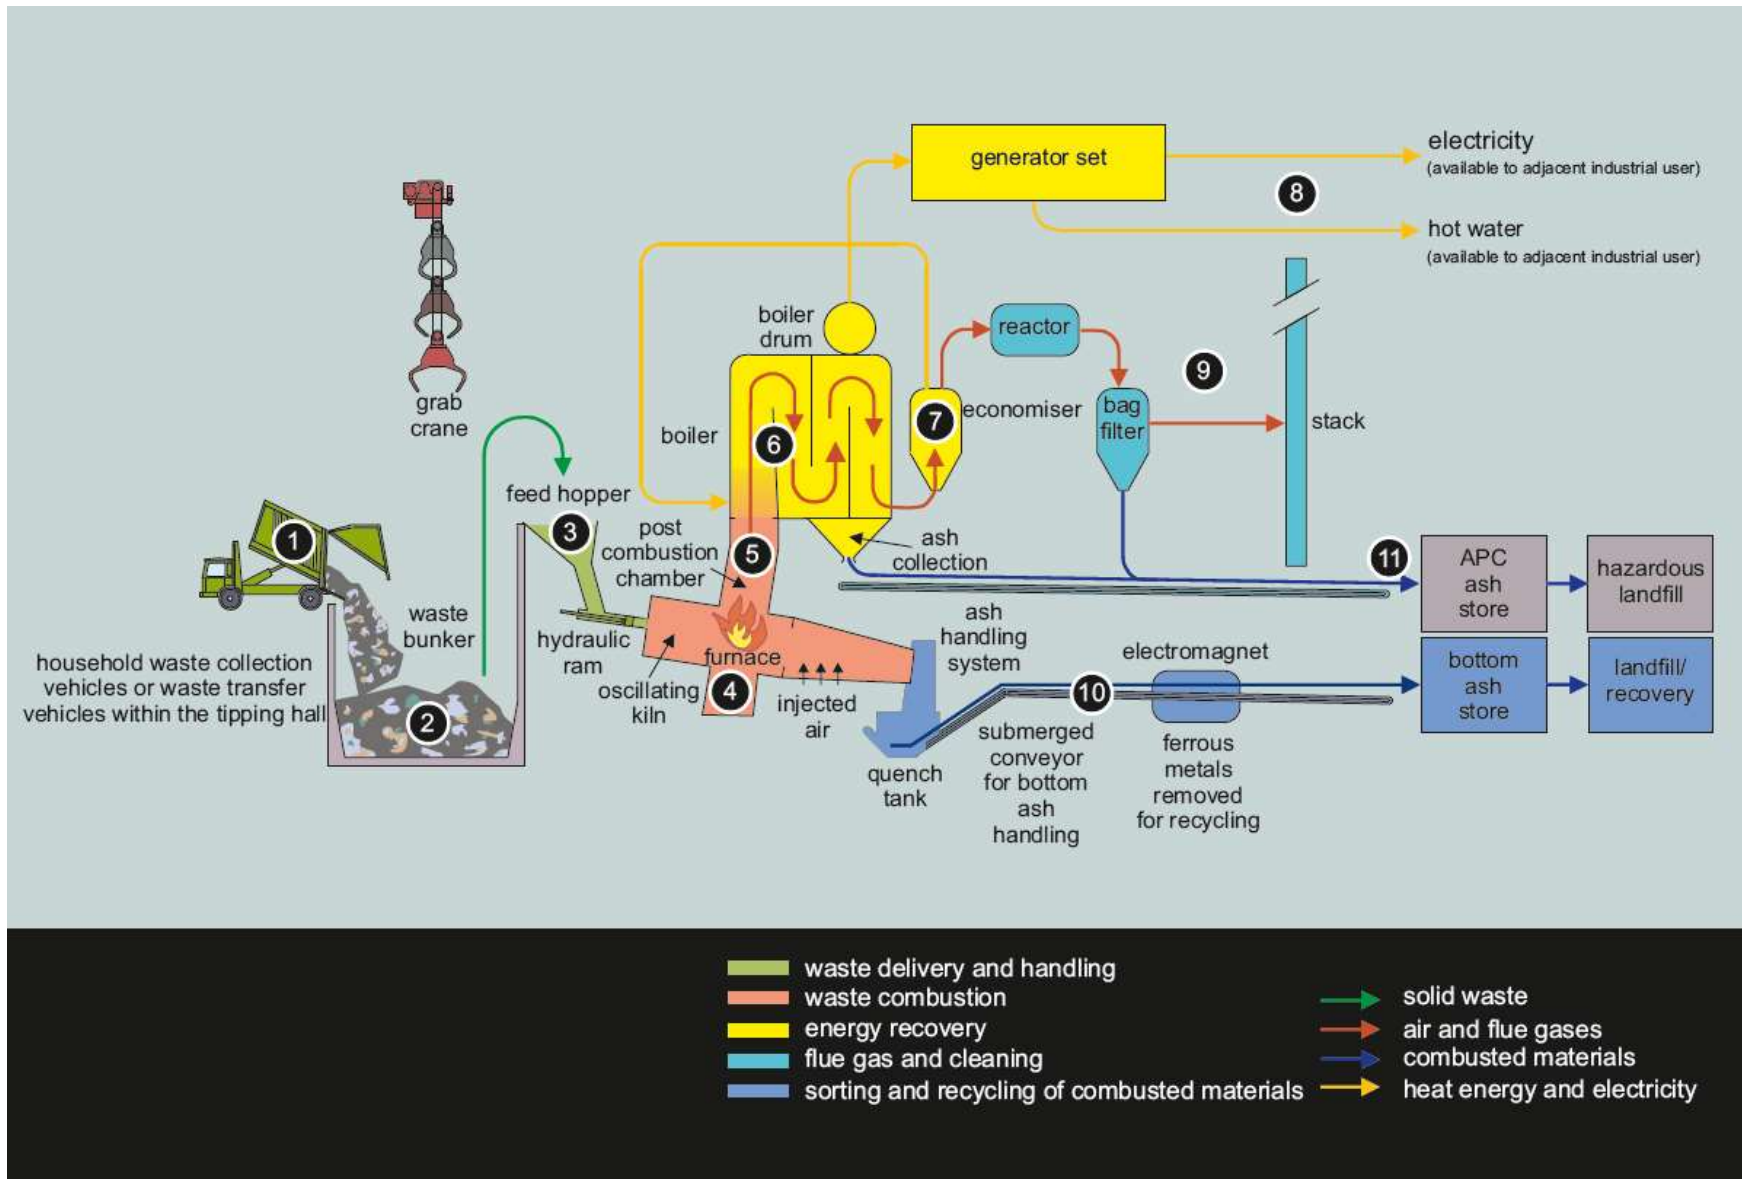 generator set
electricity
(available to adjacent industrial user)
8
hot water
(available to adjacent industrial user)
grab
crane
boiler
drum
reactor
9
bag
filter
stack
7
economiser
boiler
6
feed hopper
3
1
post
combustion
chamber
5
ash
collection
11
APC
ash
store
hazardous
landfill
waste
bunker
hydraulic
ram
household waste collection
vehicles or waste transfer
vehicles within the tipping hall
2
oscillating
kiln
furnace
4
injected
air
ash
handling
system
electromagnet
10
bottom
ash
store
landfill/
recovery
quench
tank
submerged
conveyor
for bottom
ash
handling
ferrous
metals
removed
for recycling
waste delivery and handling
waste combustion
energy recovery
flue gas and cleaning
sorting and recycling of combusted materials
solid waste
air and flue gases
combusted materials
heat energy and electricity